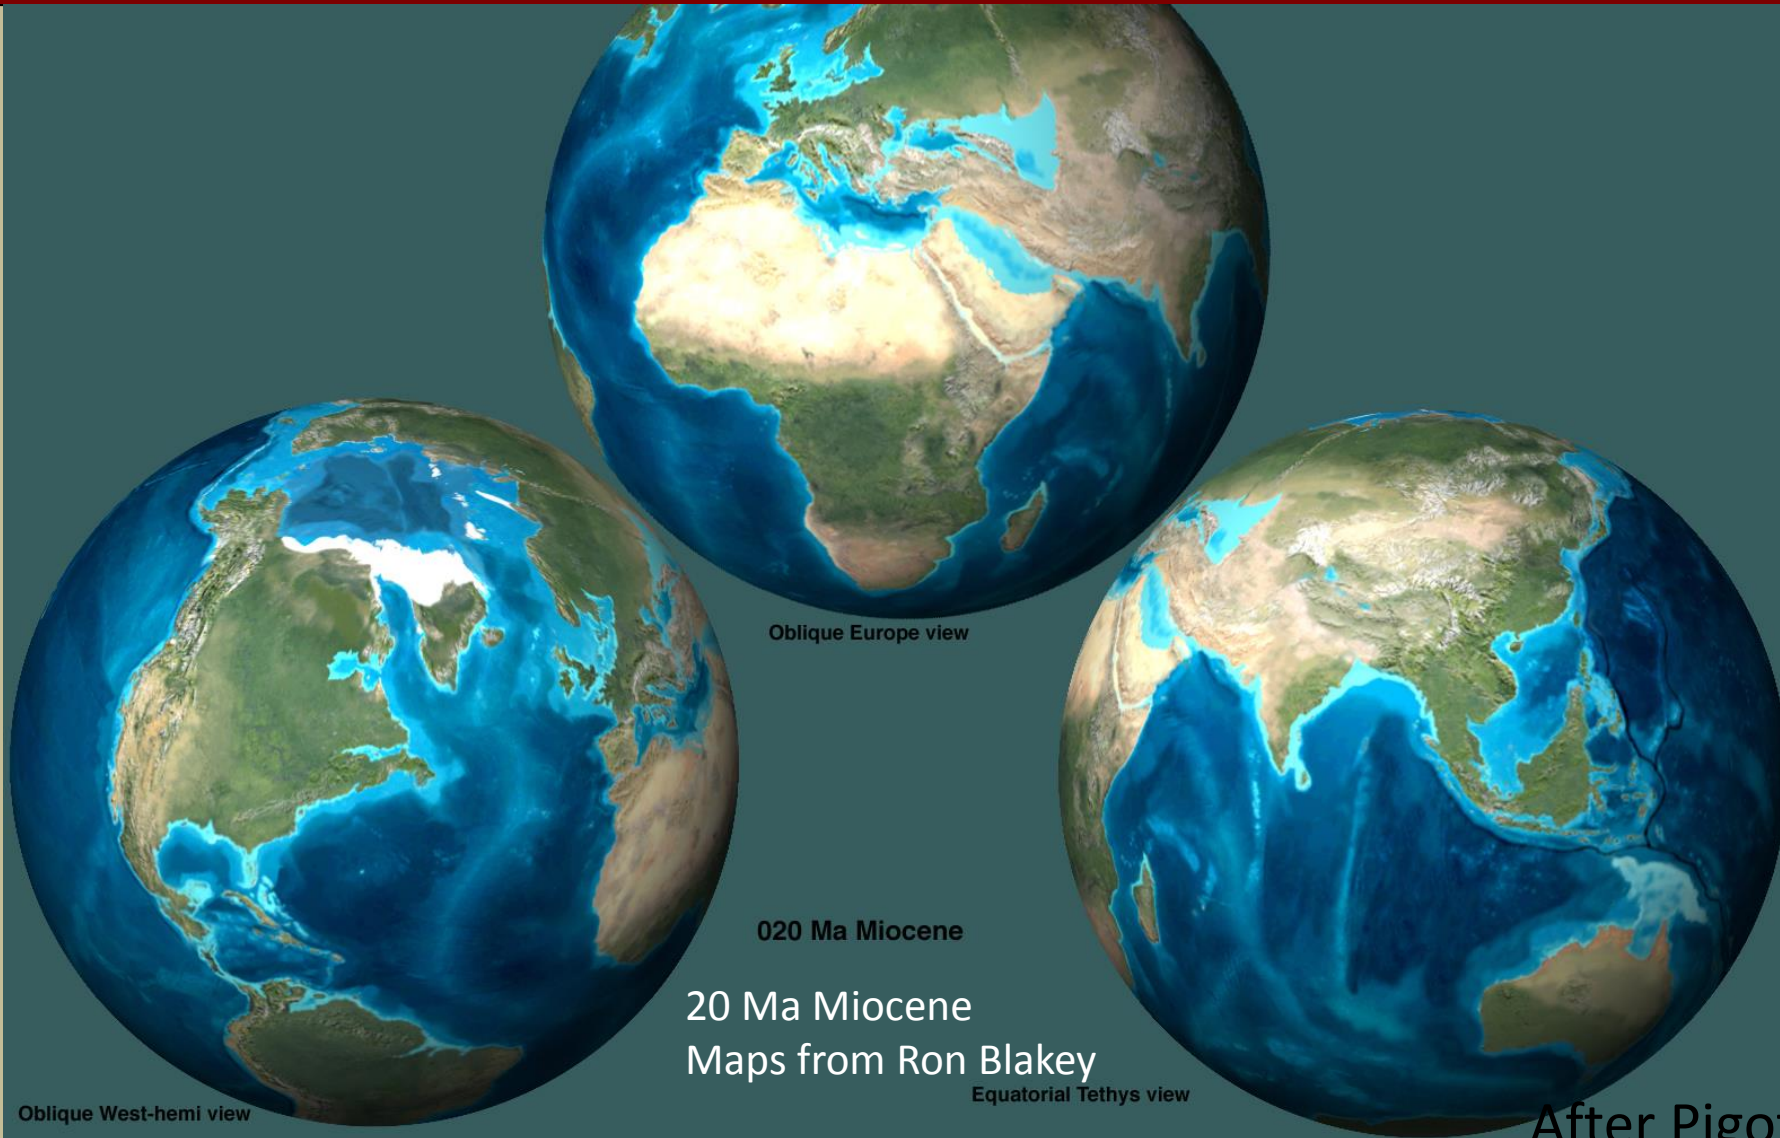 Oblique Europe view
020 Ma Miocene
20 Ma Miocene
Maps from Ron Blakey
Equatorial Tethys view
Oblique West-hemi view
After